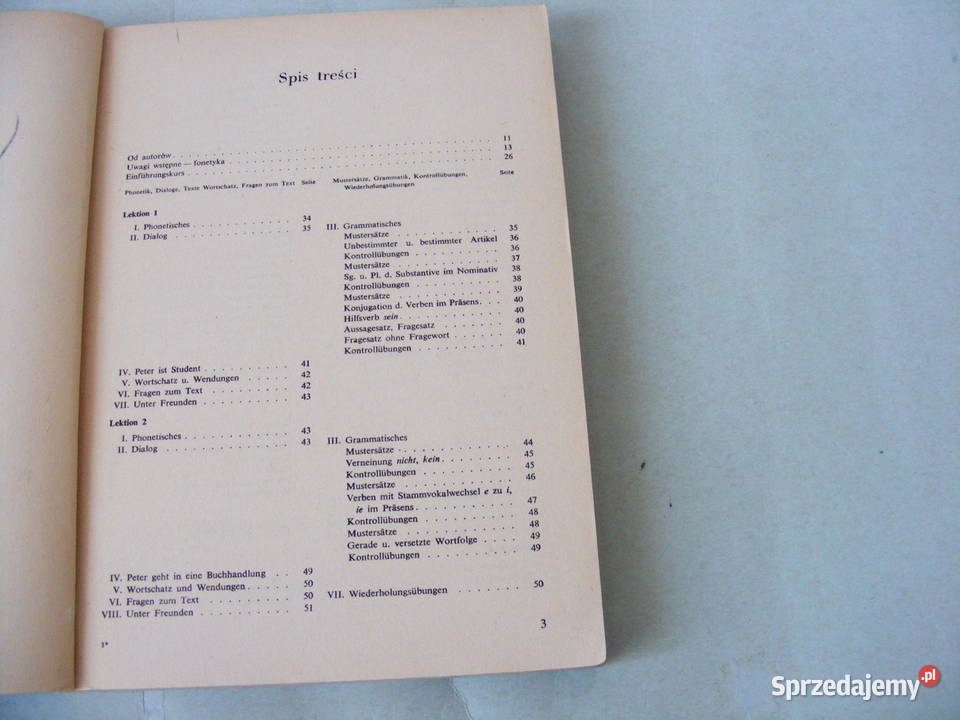 Spis treści
Od autorów . . . . . . . . . . 11
Uwagi wstępne — fonetyka . . . . . . . . . . 13
Einführungskurs . . . . . . . . . . 26
Phonetik, Dialoge, Texte Wortschatz, Fragen zum Text Seite
Mustersätze, Grammatik, Kontrollübungen, Seite
Wiederholungsübungen
Lektion 1
I. Phonetisches . . . . . . . . 34
II. Dialog . . . . . . . . 35
III. Grammatisches
Mustersätze . . . . . . . . 35
Unbestimmter u. bestimmter Artikel 36
Kontrollübungen . . . . . . . . 36
Mustersätze . . . . . . . . 37
Sg. u. Pl. d. Substantive im Nominativ 38
Kontrollübungen . . . . . . . . 38
Mustersätze . . . . . . . . 39
Konjugation d. Verben im Präsens . . . 40
Hilfsverb sein . . . . . . . . 40
Aussagesatz, Fragesatz . . . . . . 40
Fragesatz ohne Fragewort . . . . . 40
Kontrollübungen . . . . . . . . 41
IV. Peter ist Student . . . . . . . 41
V. Wortschatz u. Wendungen . . . . . 42
VI. Fragen zum Text . . . . . . . 42
VII. Unter Freunden . . . . . . . 43
Lektion 2
I. Phonetisches . . . . . . . . 43
II. Dialog . . . . . . . . 43
III. Grammatisches
Mustersätze . . . . . . . . 44
Verneinung nicht, kein . . . . . . 45
Kontrollübungen . . . . . . . . 45
Mustersätze . . . . . . . . 46
Verben mit Stammvokalwechsel e zu i,
ie im Präsens . . . . . . . . 47
Kontrollübungen . . . . . . . . 48
Mustersätze . . . . . . . . 48
Gerade u. versetzte Wortfolge . . . . 49
Kontrollübungen . . . . . . . . 49
IV. Peter geht in eine Buchhandlung . . 49
V. Wortschatz und Wendungen . . . . 50
VI. Fragen zum Text . . . . . . . 50
VIII. Unter Freunden . . . . . . . 51
VII. Wiederholungsübungen . . . . . . 50
3
1*
Sprzedajemy.pl